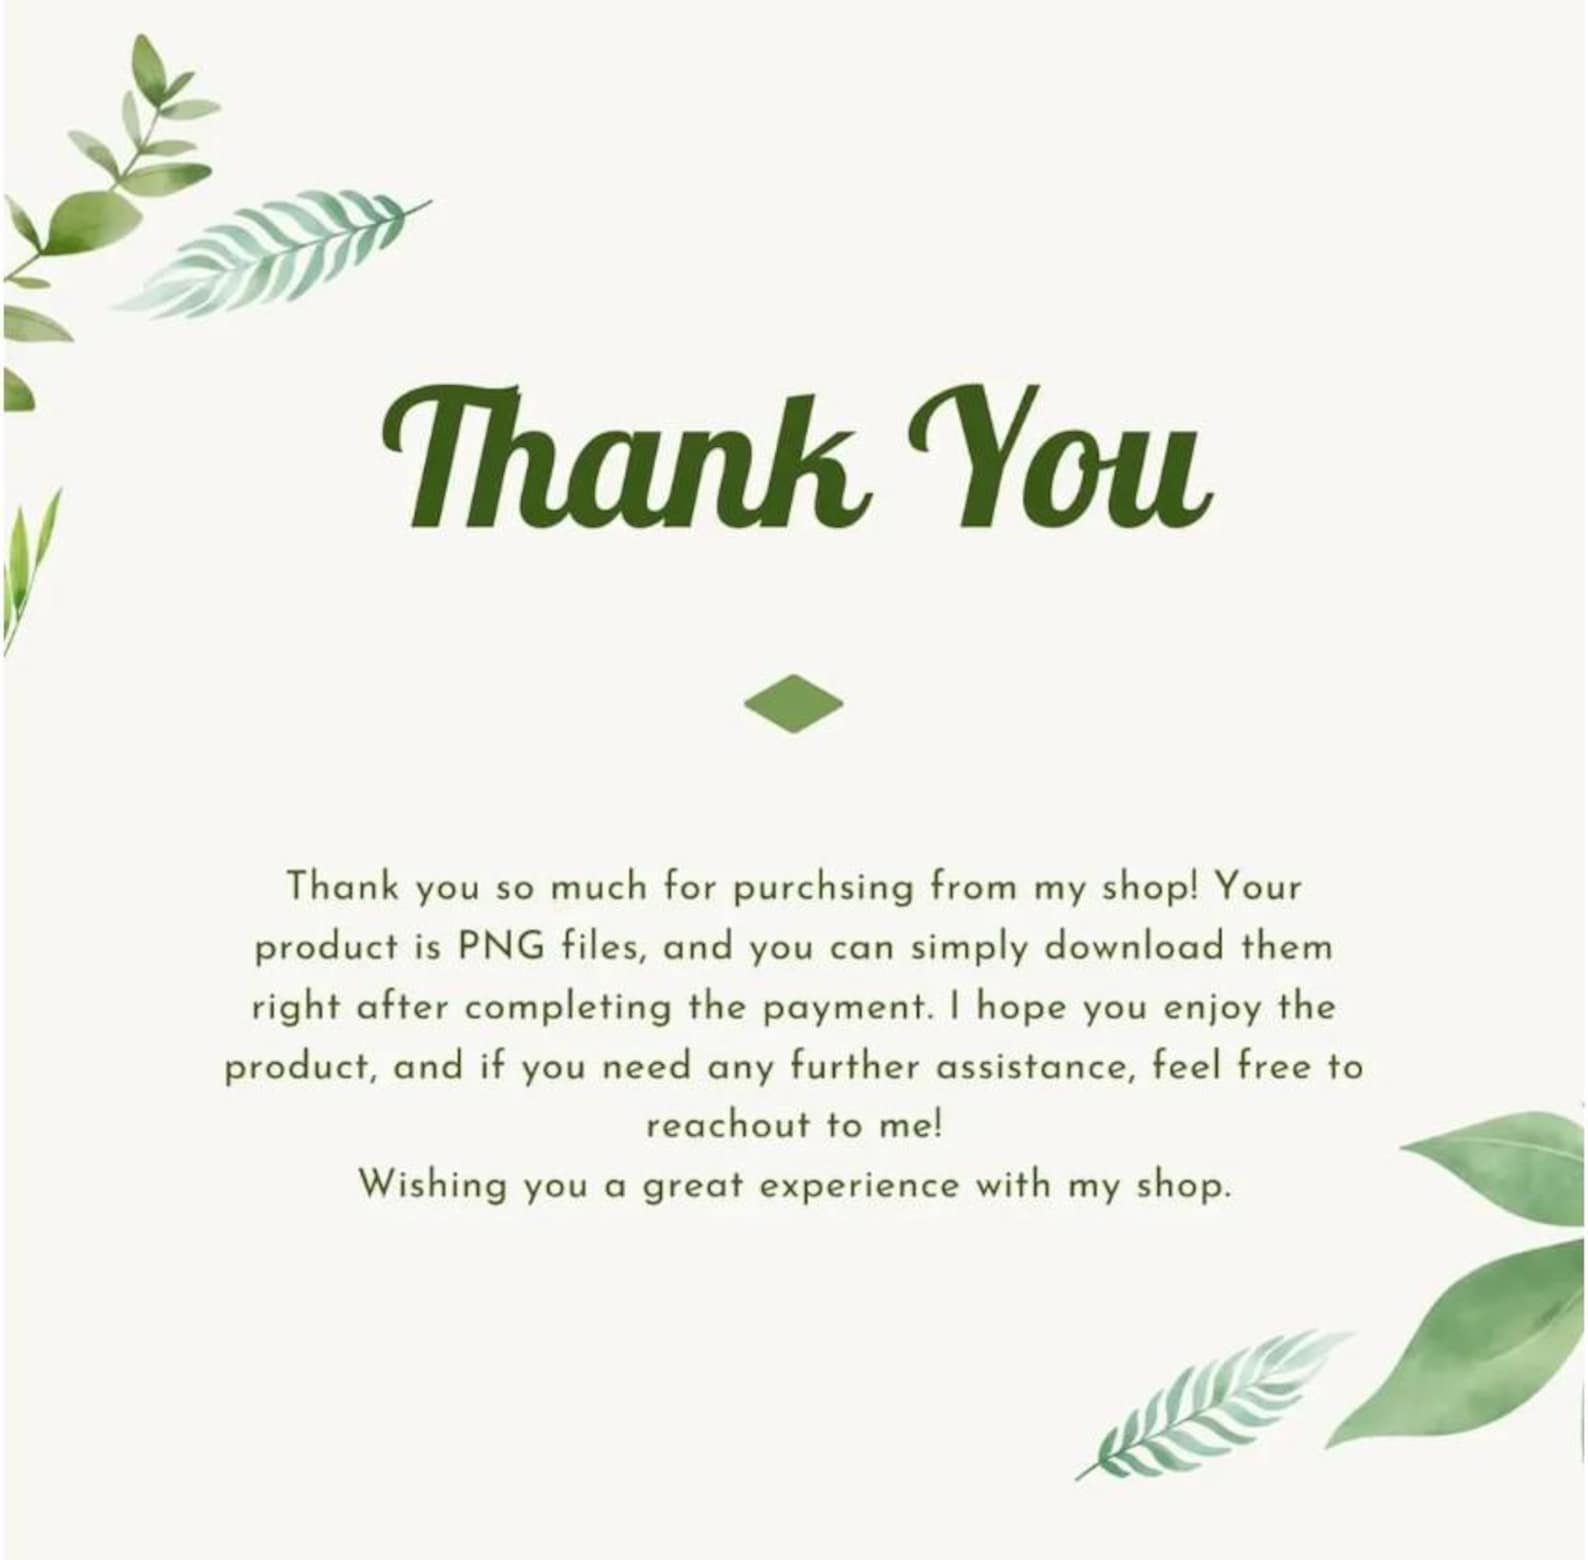 Thank You
Thank you so much for purchsing from my shop! Your
product is PNG files, and you can simply download them
right after completing the payment. I hope you enjoy the
product, and if you need any further assistance, feel free to
reachout to me!
Wishing you a great experience with my shop.